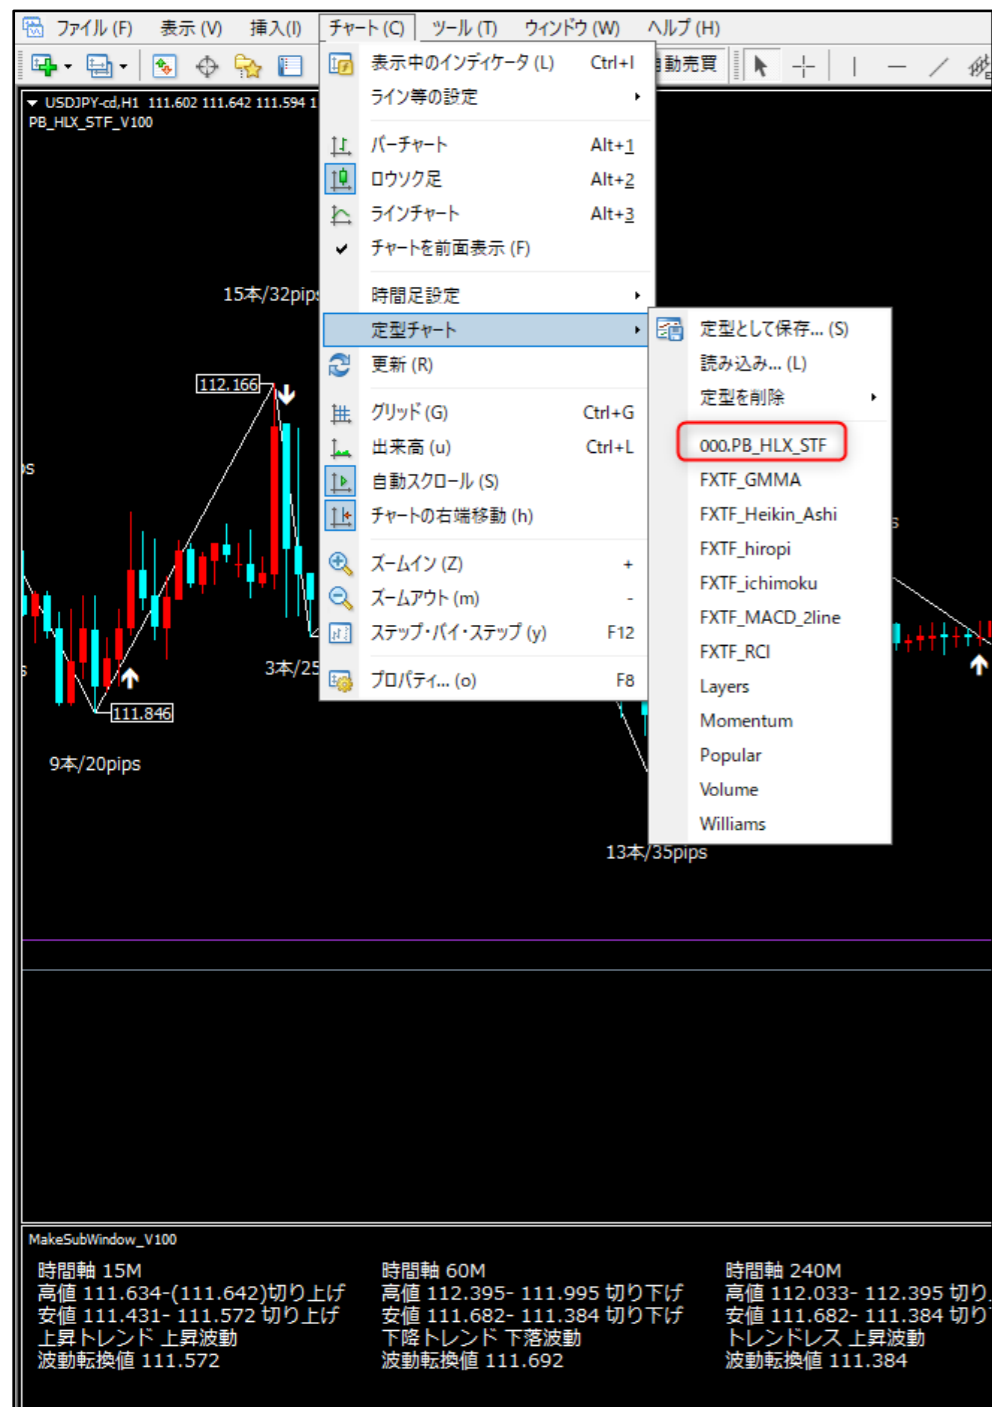 ファイル (F) 表示 (V) 挿入(I) チャート(C) ツール (T) ウィンドウ (W) ヘルプ (H)
動売買
USDJPY-cd,H1 111.602 111.642 111.594 1
PB_HLX_STF_V100
表示中のインディケータ (L) Ctrl+I
ライン等の設定
バーチャート Alt+1
ロウソク足 Alt+2
ラインチャート Alt+3
チャートを前面表示 (F)
時間足設定
定型チャート
更新 (R)
グリッド (G) Ctrl+G
出来高 (u) Ctrl+L
自動スクロール (S)
チャートの右端移動 (h)
ズームイン (Z) +
ズームアウト (m) -
ステップ・バイ・ステップ (y) F12
プロパティ... (o) F8
定型として保存... (S)
読み込み... (L)
定型を削除
000.PB_HLX_STF
FXTF_GMMA
FXTF_Heikin_Ashi
FXTF_hiropi
FXTF_ichimoku
FXTF_MACD_2line
FXTF_RCI
Layers
Momentum
Popular
Volume
Williams
15本/32pips
112.166
s
s
s
3本/25
111.846
9本/20pips
13本/35pips
MakeSubWindow_V100
時間軸 15M
高値 111.634-(111.642)切り上げ
安値 111.431- 111.572 切り上げ
上昇トレンド 上昇波動
波動転換値 111.572
時間軸 60M
高値 112.395- 111.995 切り下げ
安値 111.682- 111.384 切り下げ
下降トレンド 下落波動
波動転換値 111.692
時間軸 240M
高値 112.033- 112.395 切り
安値 111.682- 111.384 切り
トレンドレス 上昇波動
波動転換値 111.384